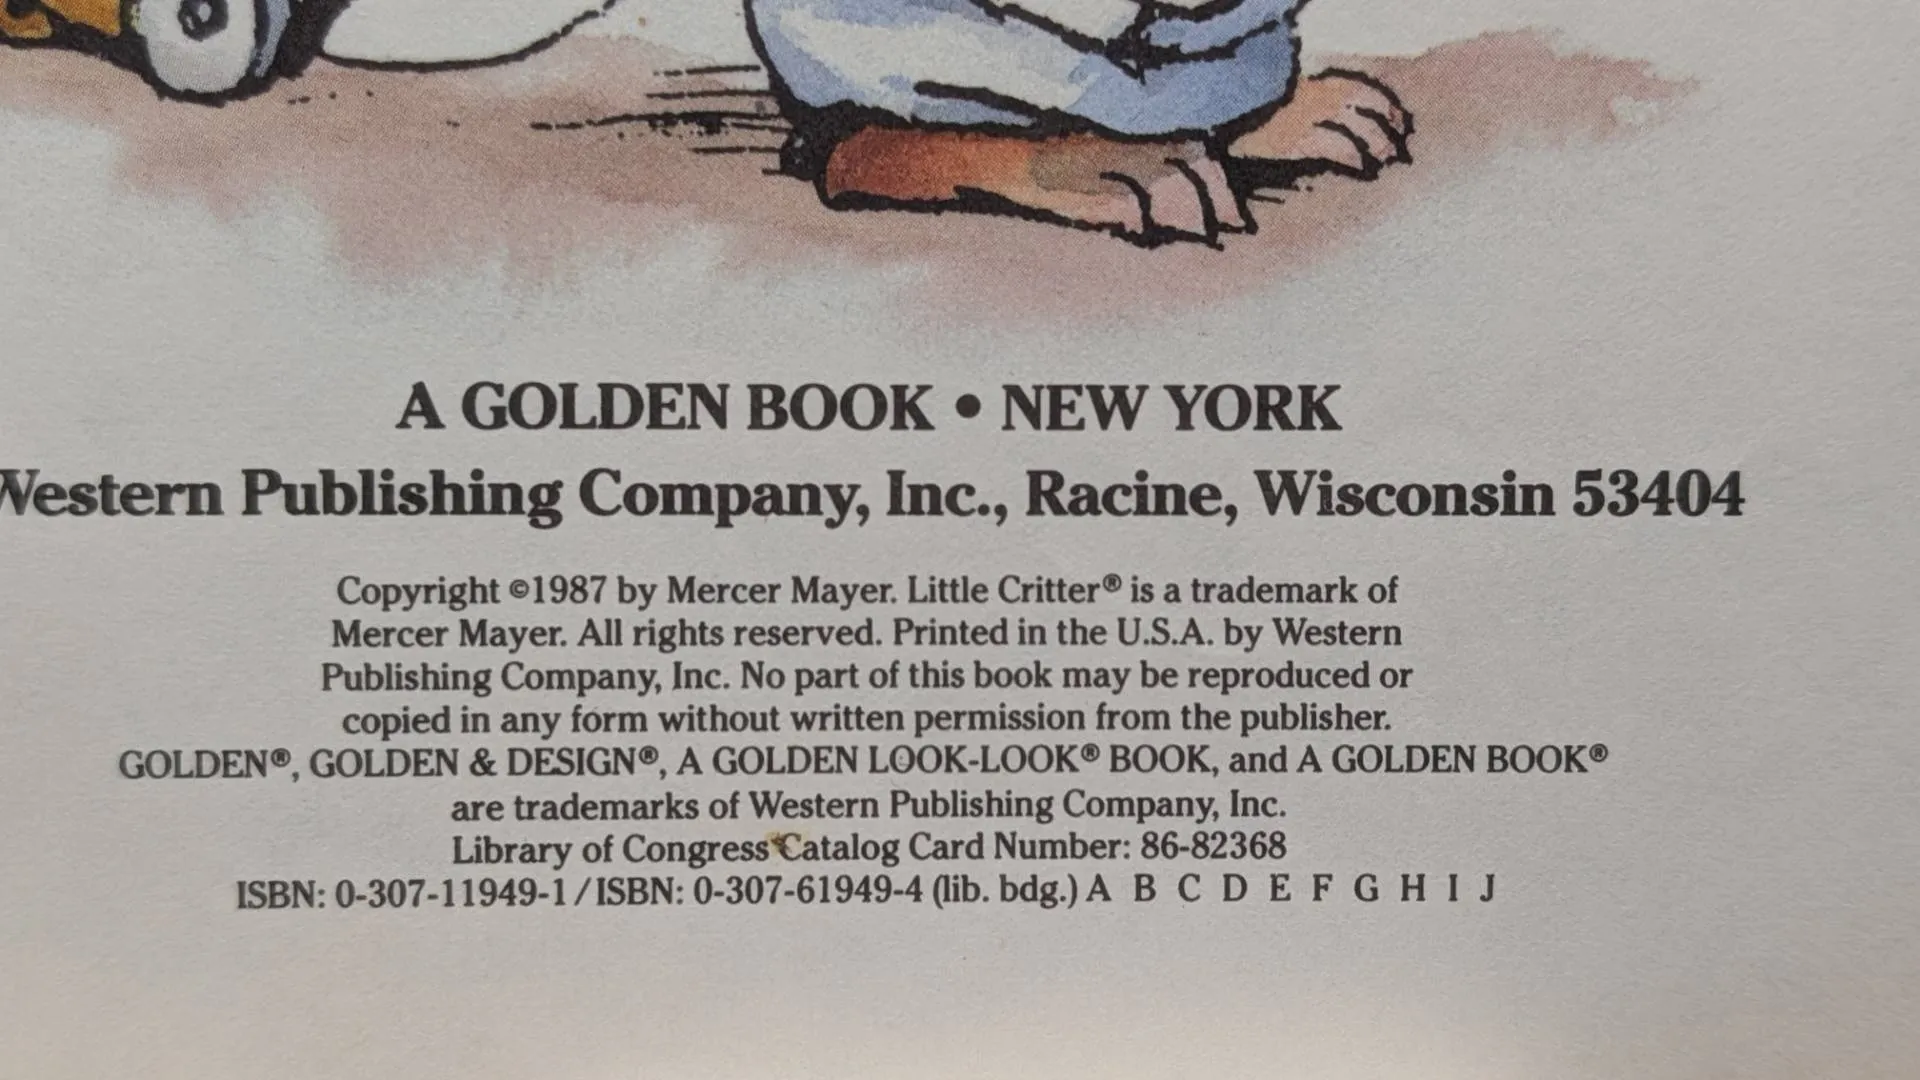 A GOLDEN BOOK • NEW YORK
Western Publishing Company, Inc., Racine, Wisconsin 53404
Copyright ©1987 by Mercer Mayer. Little Critter® is a trademark of
Mercer Mayer. All rights reserved. Printed in the U.S.A. by Western
Publishing Company, Inc. No part of this book may be reproduced or
copied in any form without written permission from the publisher.
GOLDEN®, GOLDEN & DESIGN®, A GOLDEN LOOK-LOOK® BOOK, and A GOLDEN BOOK®
are trademarks of Western Publishing Company, Inc.
Library of Congress Catalog Card Number: 86-82368
ISBN: 0-307-11949-1/ISBN: 0-307-61949-4 (lib. bdg.) A B C D E F G H I J